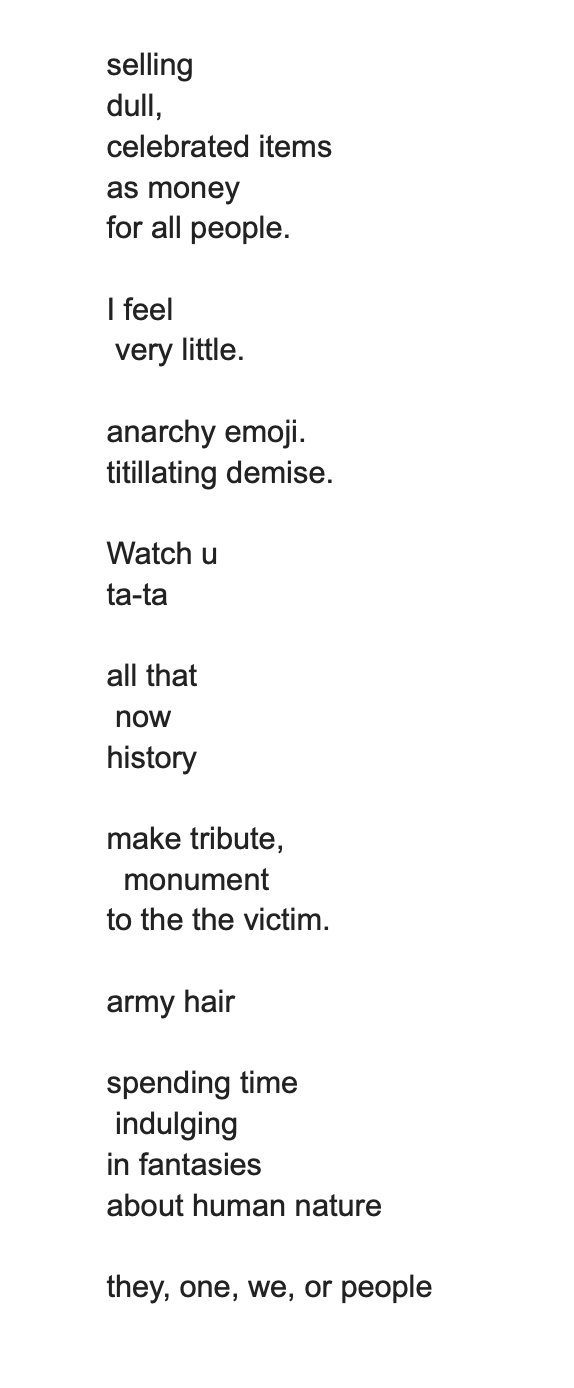 selling
dull,
celebrated items
as money
for all people.

I feel
 very little.

anarchy emoji.
titillating demise.

Watch u
ta-ta

all that
 now
history

make tribute,
  monument
to the the victim.

army hair

spending time
 indulging
in fantasies
about human nature

they, one, we, or people